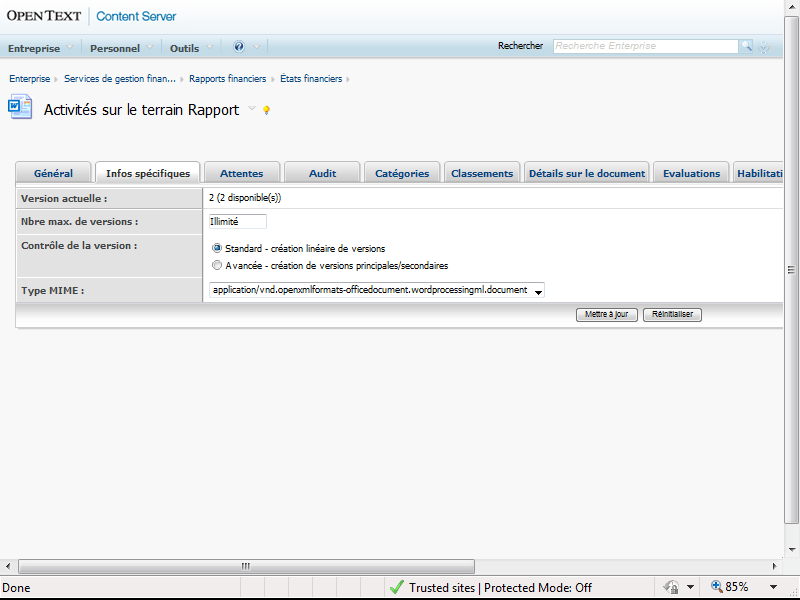 OPEN TEXT Content Server
Entreprise Personnel Outils Rechercher Recherche Enterprise
Enterprise Services de gestion finan... Rapports financiers États financiers
Activités sur le terrain Rapport
Général Infos spécifiques Attentes Audit Catégories Classements Détails sur le document Evaluations Habilitati
Version actuelle : 2 (2 disponible(s))
Nbre max. de versions : Illimité
Contrôle de la version : Standard - création linéaire de versions
Avancée - création de versions principales/secondaires
Type MIME : application/vnd.openxmlformats-officedocument.wordprocessingml.document
Mettre à jour Réinitialiser
Done Trusted sites | Protected Mode: Off 85%